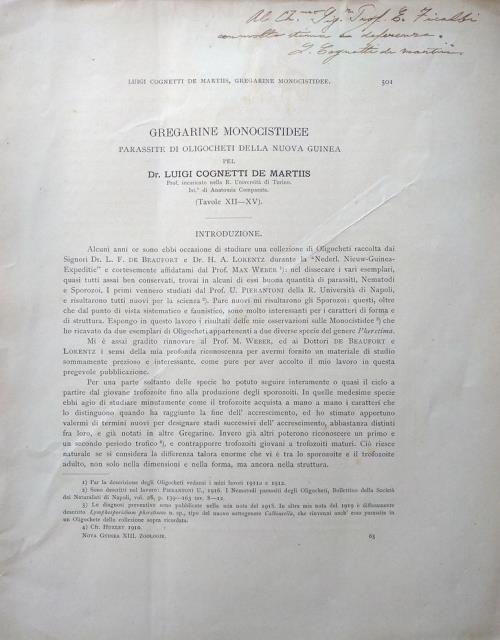 Al Ch.mo Sig.r Prof. E. Ficalbi
con molta stima e deferenza.
L. Cognetti de Martiis.
LUIGI COGNETTI DE MARTIIS, GREGARINE MONOCISTIDEE. 501
GREGARINE MONOCISTIDEE
PARASSITE DI OLIGOCHETI DELLA NUOVA GUINEA
PEL
Dr. LUIGI COGNETTI DE MARTIIS
Prof. incaricato nella R. Università di Torino.
Ist.° di Anatomia Comparata.
(Tavole XII—XV).
INTRODUZIONE.
Alcuni anni or sono ebbi occasione di studiare una collezione di Oligocheti raccolta dai
Signori Dr. L. F. DE BEAUFORT e Dr. H. A. LORENTZ durante la "Nederl. Nieuw-Guinea-
Expeditie" e cortesemente affidatami dal Prof. MAX WEBER 1): nel dissecare i vari esemplari,
quasi tutti assai ben conservati, trovai in alcuni di essi buona quantità di parassiti, Nematodi
e Sporozoi. I primi vennero studiati dal Prof. U. PIERANTONI della R. Università di Napoli,
e risultarono tutti nuovi per la scienza 2). Pare nuovi mi risultarono gli Sporozoi: questi, oltre
che dal punto di vista sistematico e faunistico, sono molto interessanti per i caratteri di forma e
di struttura. Espongo in questo lavoro i risultati delle mie osservazioni sulle Monocistidee 3) che
ho ricavato da due esemplari di Oligocheti appartenenti a due diverse specie del genere Pheretima.
Mi è assai gradito rinnovare al Prof. M. WEBER, ed ai Dottori DE BEAUFORT e
LORENTZ i sensi della mia profonda riconoscenza per avermi fornito un materiale di studio
sommamente prezioso e interessante, come pure per aver accolto il mio lavoro in questa
pregevole pubblicazione.
Per una parte soltanto delle specie ho potuto seguire interamente o quasi il ciclo a
partire dal giovane trofozoite fino alla produzione degli sporozoiti. In quelle medesime specie
ebbi agio di studiare minutamente come il trofozoite acquista a mano a mano i caratteri che
lo distinguono quando ha raggiunto la fine dell' accrescimento, ed ho stimato opportuno
valermi di termini nuovi per designare stadi successivi dell' accrescimento, abbastanza distinti
fra loro, e già notati in altre Gregarine. Invero già altri poterono riconoscere un primo e
un secondo periodo trofico 4), e contrapporre trofozoiti giovani a trofozoiti maturi. Ciò riesce
naturale se si considera la differenza talora enorme che vi è tra lo sporozoite e il trofozoite
adulto, non solo nella dimensioni e nella forma, ma ancora nella struttura.
1) Per la descrizione degli Oligocheti vedansi i miei lavori 1911a e 1912.
2) Sono descritti nel lavoro: PIERANTONI U., 1916. I Nematodi parassiti degli Oligocheti, Bollettino della Società
dei Naturalisti di Napoli, vol. 28, p. 139—163 tav. 8—12.
3) Le diagnosi preventive sono pubblicate nella mia nota del 1918. In altra mia nota del 1919 è diffusamente
descritto Lymphosporidium pheretimae n. sp., tipo del nuovo sottogenere che rinvenni anch' esso parassita in
un Oligochete della collezione sopra ricordata.
4) Ch. HUXLEY 1910.
NOVA GUINEA XIII. ZOOLOGIE. 63